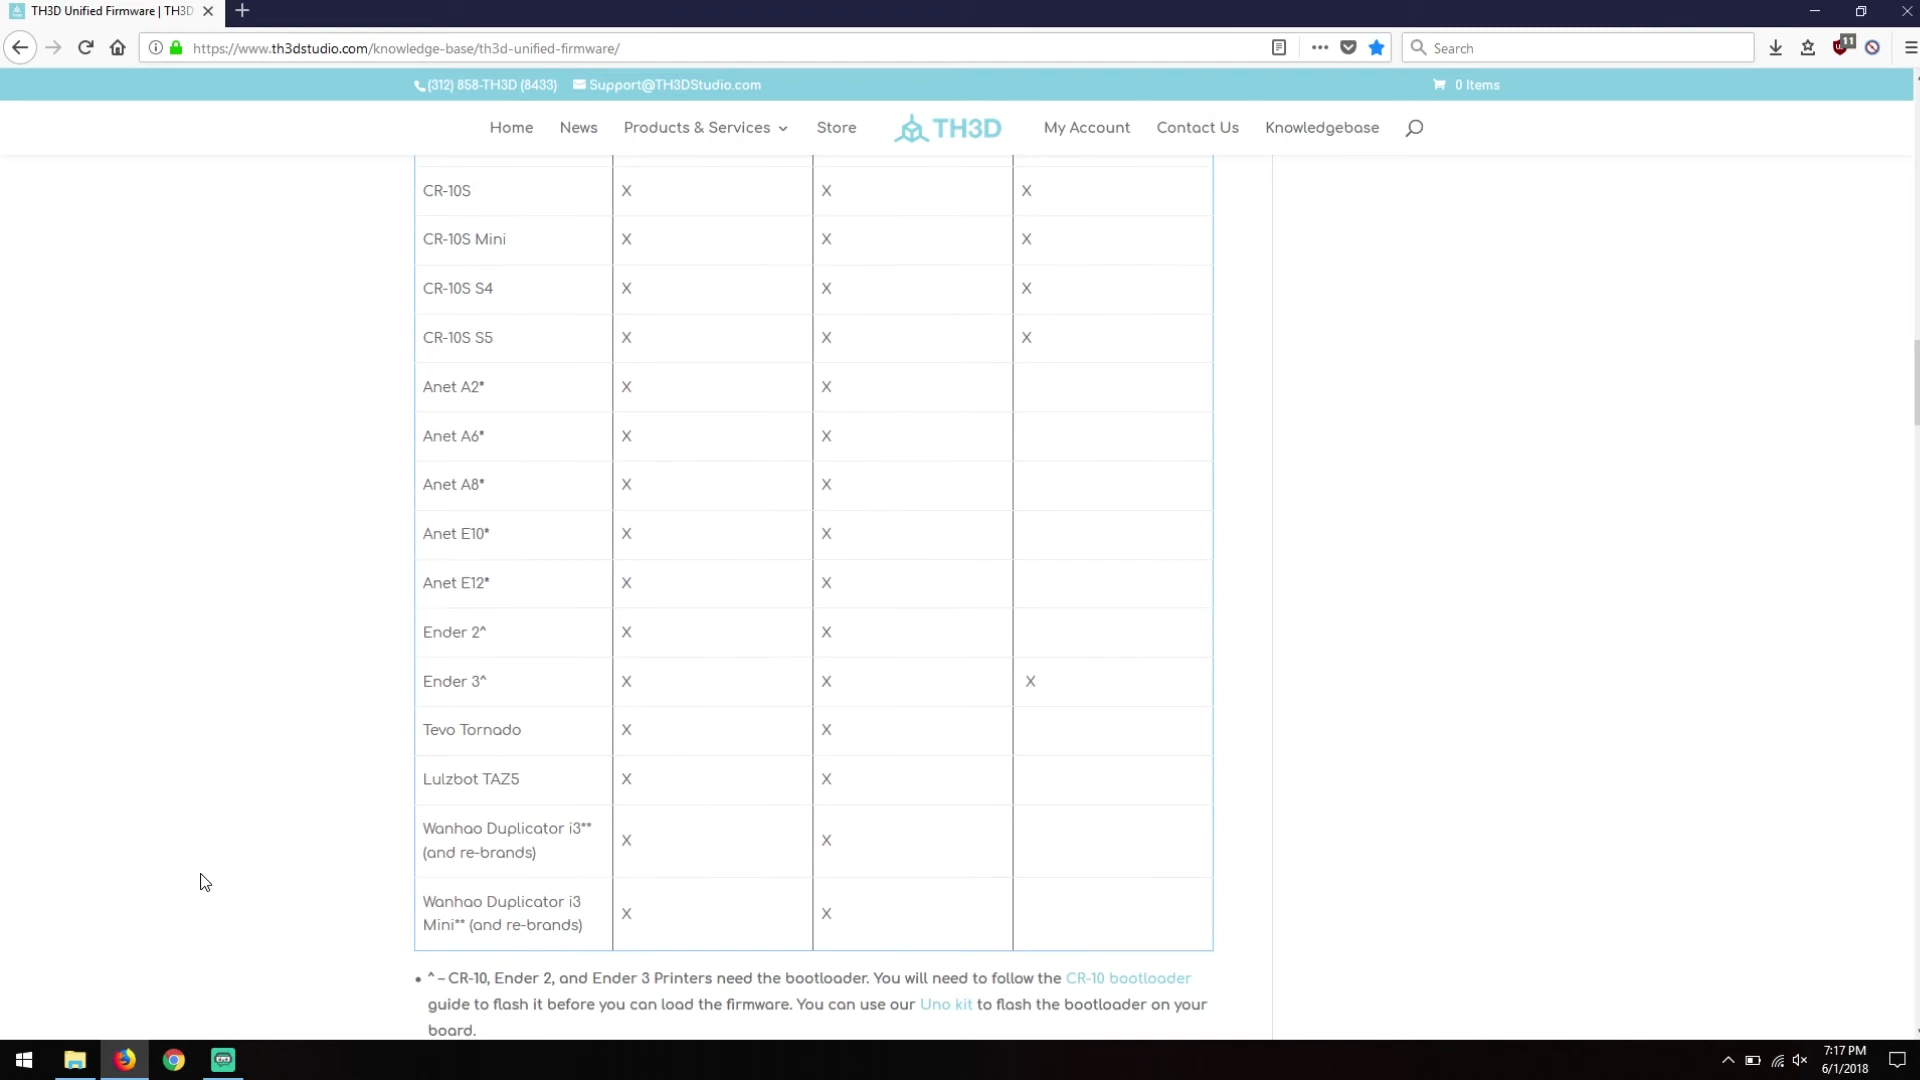 TH3D Unified Firmware | TH3D
https://www.th3dstudio.com/knowledge-base/th3d-unified-firmware/
Search
11
(312) 858-TH3D (8433) Support@TH3DStudio.com 0 Items
Home News Products & Services Store TH3D My Account Contact Us Knowledgebase
CR-10S X X X
CR-10S Mini X X X
CR-10S S4 X X X
CR-10S S5 X X X
Anet A2* X X
Anet A6* X X
Anet A8* X X
Anet E10* X X
Anet E12* X X
Ender 2^ X X
Ender 3^ X X X
Tevo Tornado X X
Lulzbot TAZ5 X X
Wanhao Duplicator i3**
(and re-brands) X X
Wanhao Duplicator i3
Mini** (and re-brands) X X
• ^ – CR-10, Ender 2, and Ender 3 Printers need the bootloader. You will need to follow the CR-10 bootloader
guide to flash it before you can load the firmware. You can use our Uno kit to flash the bootloader on your
board.
7:17 PM
6/1/2018